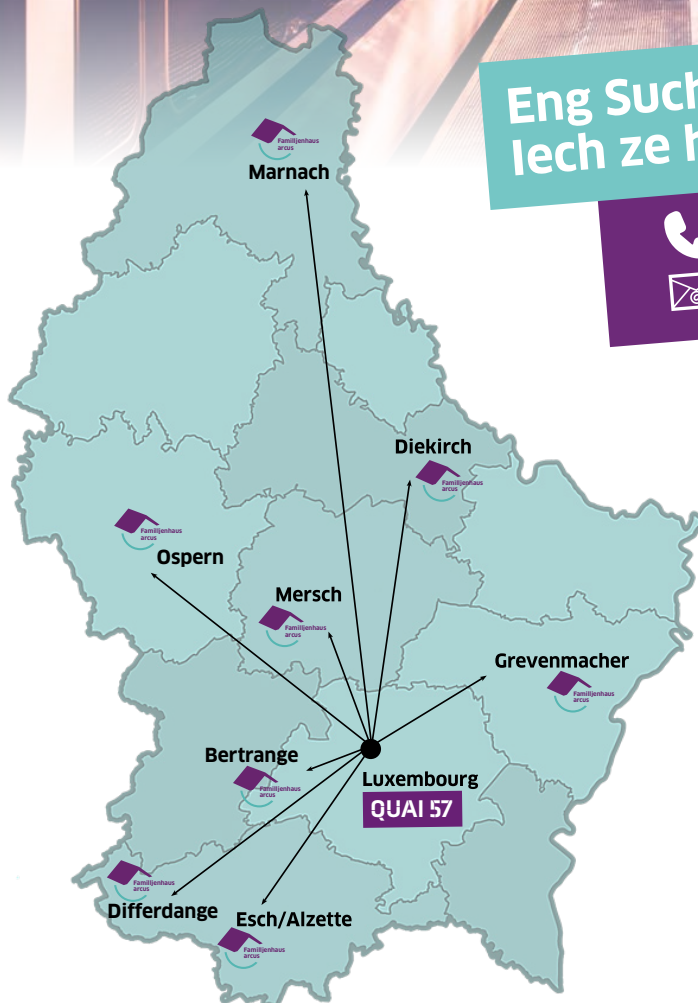 Eng Such
Iech ze h
Familjenhaus
arcus
Marnach
Diekirch
Familjenhaus
arcus
Familjenhaus
arcus
Ospern
Mersch
Familjenhaus
arcus
Grevenmacher
Familjenhaus
arcus
Bertrange
Familjenhaus
arcus
Luxembourg
QUAI 57
Familjenhaus
arcus
Differdange
Esch/Alzette
Familjenhaus
arcus